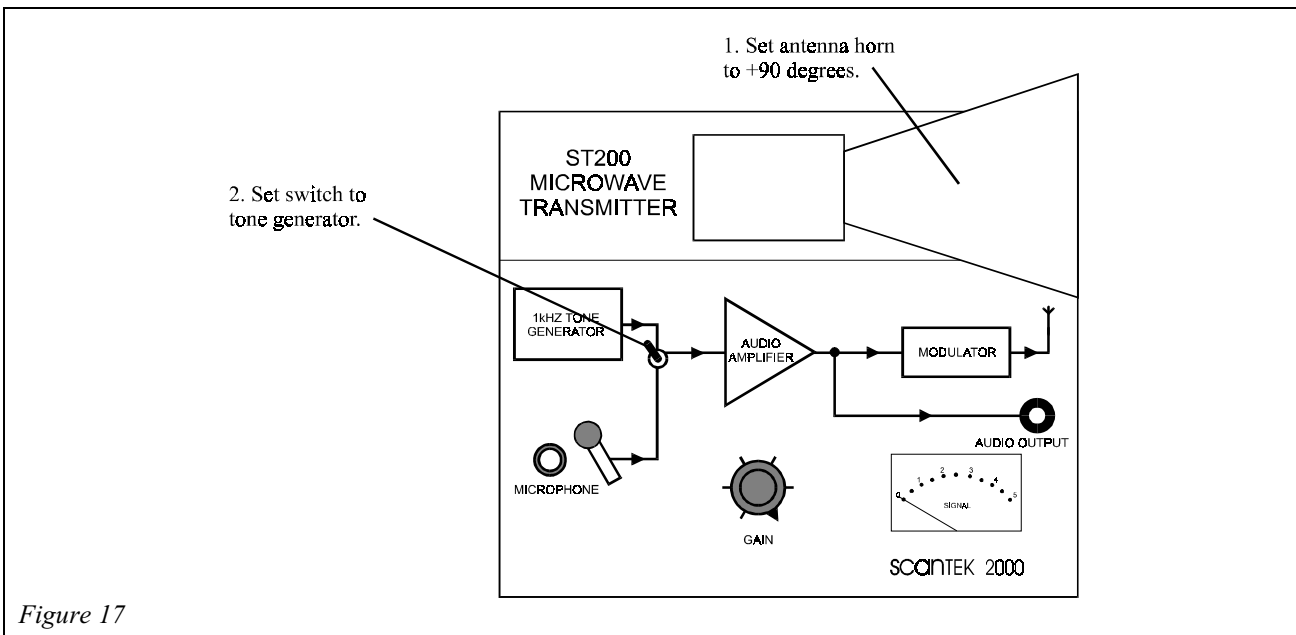 1. Set antenna horn
to +90 degrees.
ST200
MICROWAVE
TRANSMITTER
2. Set switch to
tone generator.
1kHZ TONE
GENERATOR
AUDIO
AMPLIFIER
MODULATOR
AUDIO OUTPUT
MICROPHONE
GAIN
0 1 2 3 4 5
SIGNAL
SCANTEK 2000
Figure 17